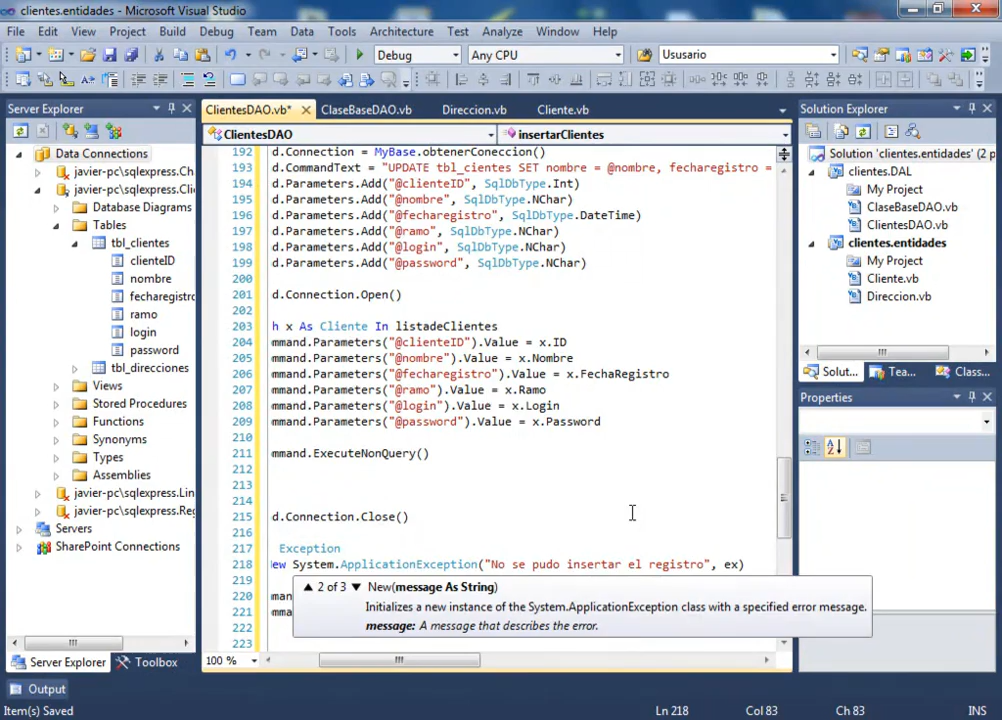 clientes.entidades - Microsoft Visual Studio
File Edit View Project Build Debug Team Data Tools Architecture Test Analyze Window Help
Debug Any CPU Ususario
Server Explorer
Data Connections
javier-pc\sqlexpress.Ch
javier-pc\sqlexpress.Cli
Database Diagrams
Tables
tbl_clientes
clienteID
nombre
fecharegistro
ramo
login
password
tbl_direcciones
Views
Stored Procedures
Functions
Synonyms
Types
Assemblies
javier-pc\sqlexpress.Lin
javier-pc\sqlexpress.Reg
Servers
SharePoint Connections
Server Explorer Toolbox
ClientesDAO.vb* ClaseBaseDAO.vb Direccion.vb Cliente.vb
ClientesDAO insertarClientes
192 d.Connection = MyBase.obtenerConeccion()
193 d.CommandText = "UPDATE tbl_cientes SET nombre = @nombre, fecharegistro =
194 d.Parameters.Add("@clienteID", SqlDbType.Int)
195 d.Parameters.Add("@nombre", SqlDbType.NChar)
196 d.Parameters.Add("@fecharegistro", SqlDbType.DateTime)
197 d.Parameters.Add("@ramo", SqlDbType.NChar)
198 d.Parameters.Add("@login", SqlDbType.NChar)
199 d.Parameters.Add("@password", SqlDbType.NChar)
200
201 d.Connection.Open()
202
203 h x As Cliente In listadeClientes
204 mmand.Parameters("@clienteID").Value = x.ID
205 mmand.Parameters("@nombre").Value = x.Nombre
206 mmand.Parameters("@fecharegistro").Value = x.FechaRegistro
207 mmand.Parameters("@ramo").Value = x.Ramo
208 mmand.Parameters("@login").Value = x.Login
209 mmand.Parameters("@password").Value = x.Password
210
211 mmand.ExecuteNonQuery()
212
213
214
215 d.Connection.Close()
216
217 Exception
218 New System.ApplicationException("No se pudo insertar el registro", ex)
219
220 man
221 mma
222
223
2 of 3 New(message As String)
Initializes a new instance of the System.ApplicationException class with a specified error message.
message: A message that describes the error.
100 %
Solution Explorer
Solution 'clientes.entidades' (2 p
clientes.DAL
My Project
ClaseBaseDAO.vb
ClientesDAO.vb
clientes.entidades
My Project
Cliente.vb
Direccion.vb
Solut... Tea... Class...
Properties
Output
Item(s) Saved Ln 218 Col 83 Ch 83 INS